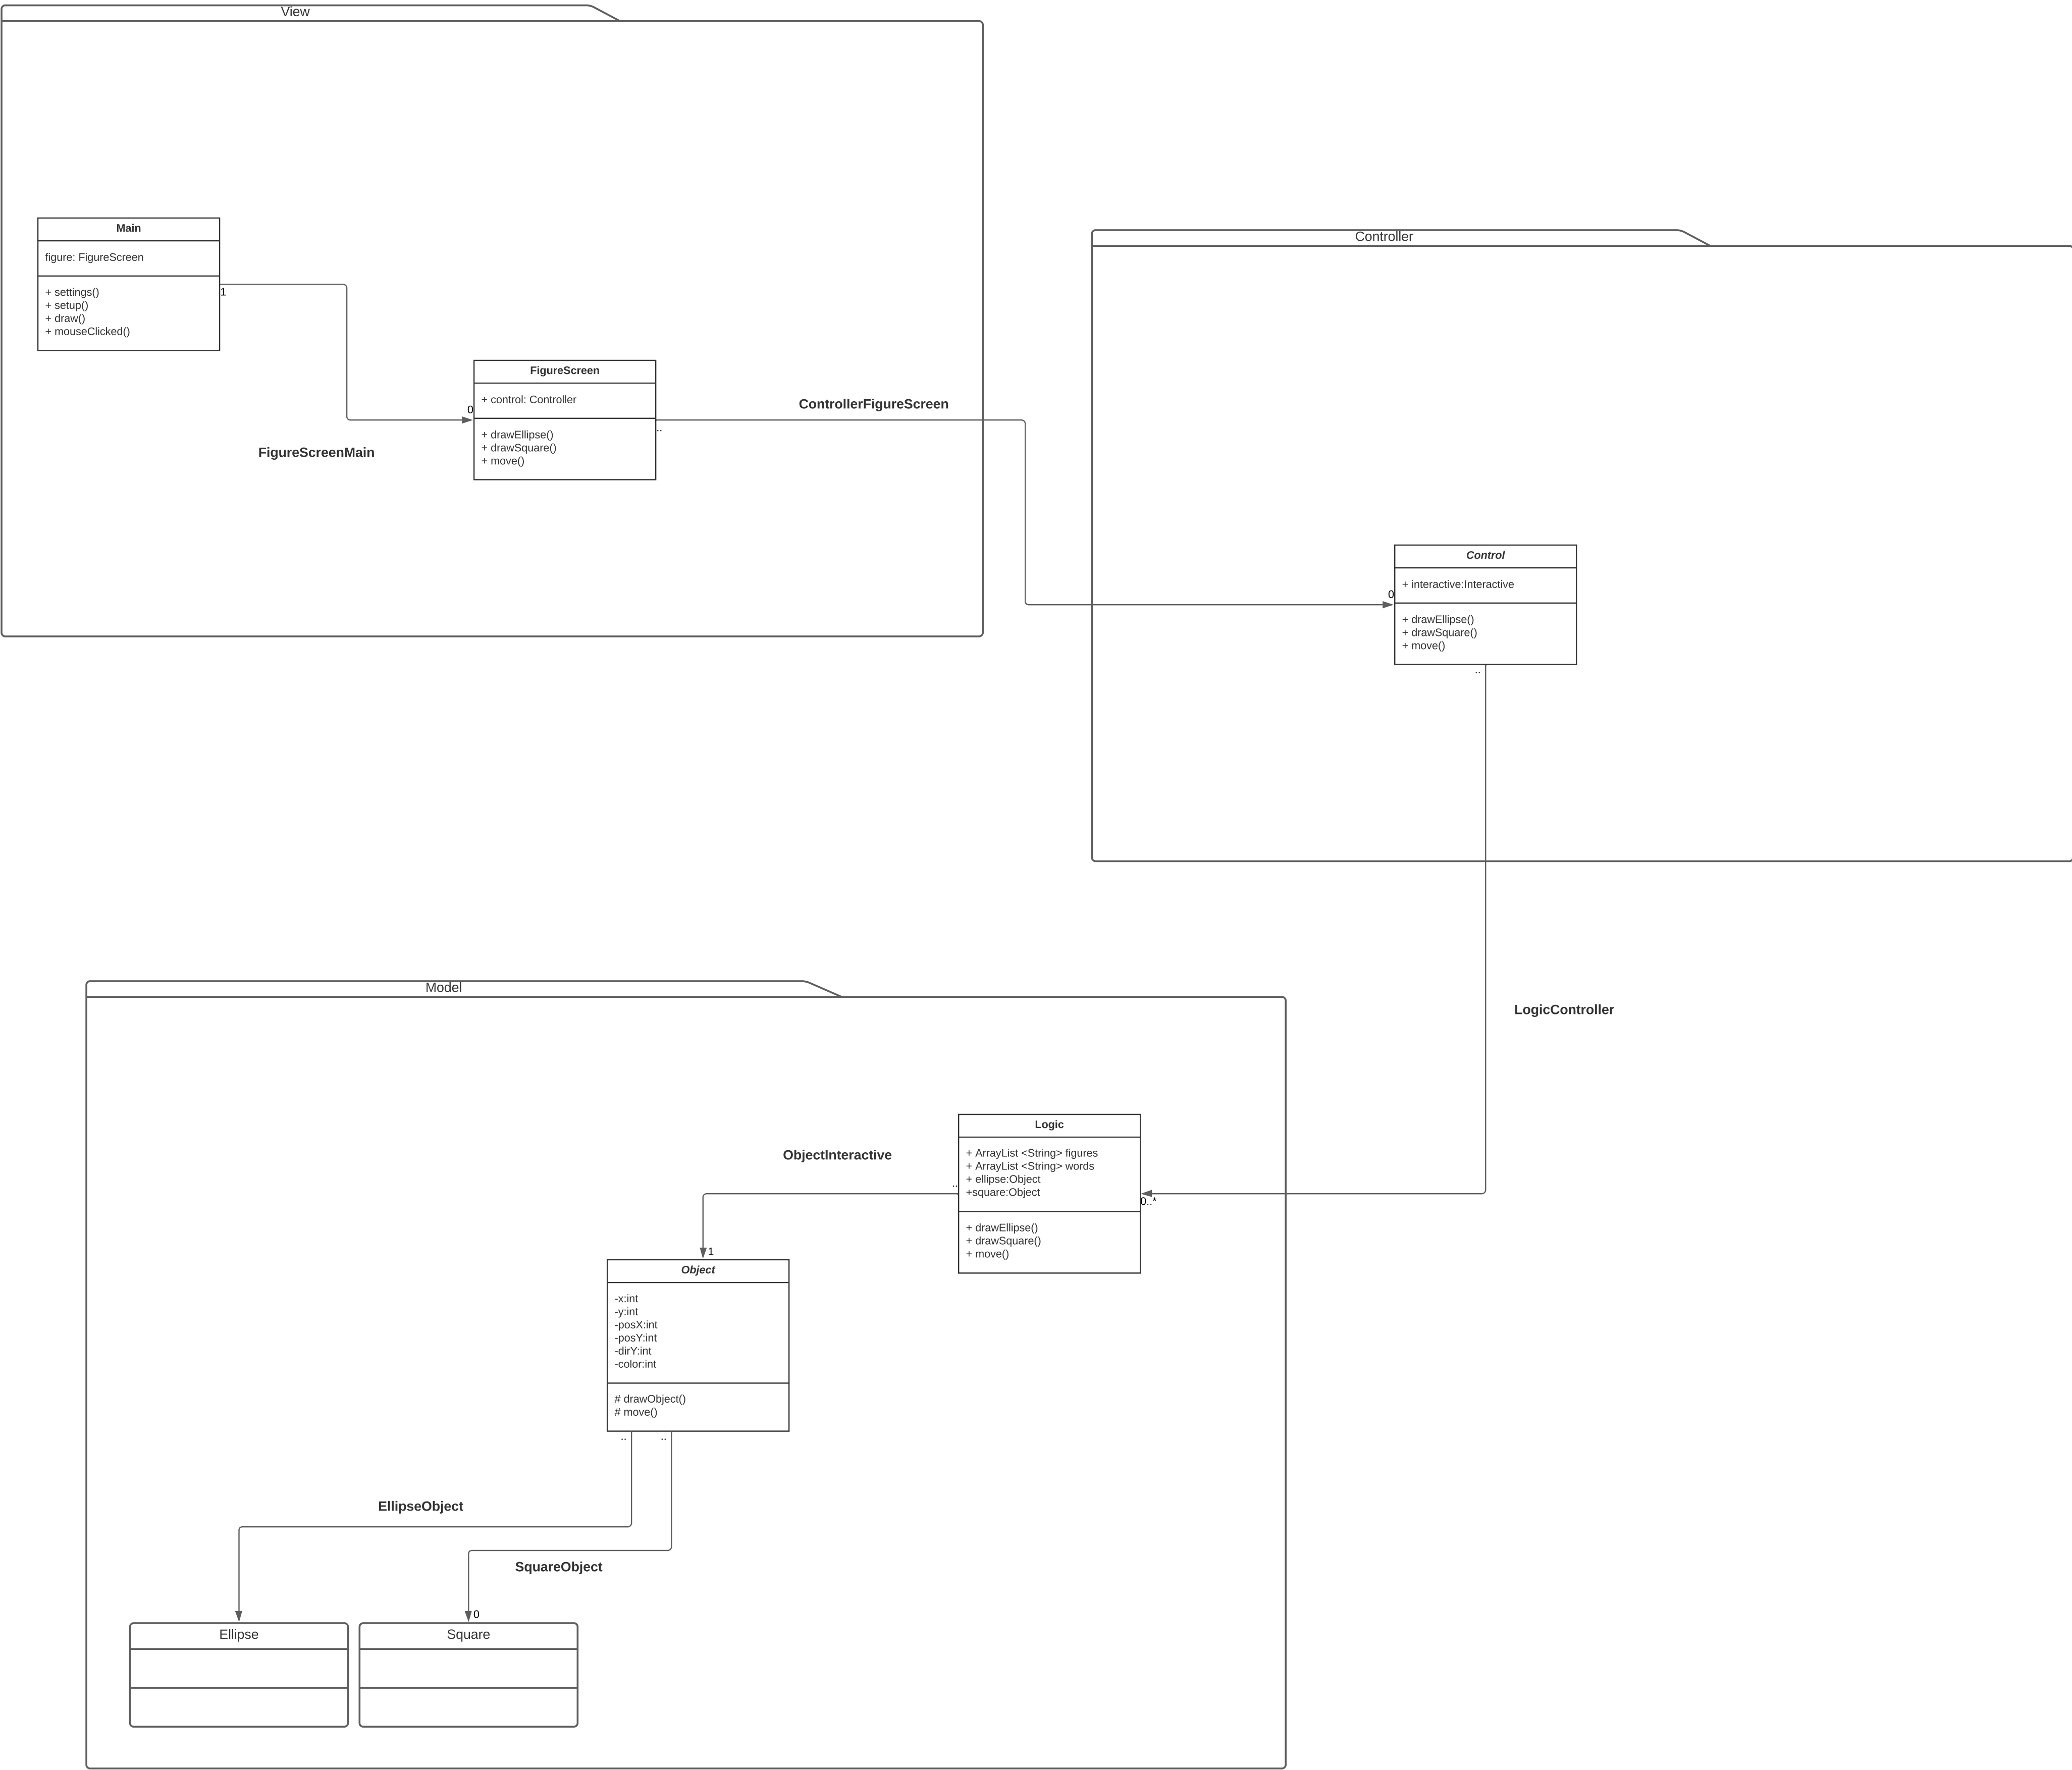 View
Main
figure: FigureScreen
+ settings()
+ setup()
+ draw()
+ mouseClicked()
1
0
FigureScreenMain
FigureScreen
+ control: Controller
+ drawEllipse()
+ drawSquare()
+ move()
..
ControllerFigureScreen
Controller
0
Control
+ interactive:Interactive
+ drawEllipse()
+ drawSquare()
+ move()
..
LogicController
Model
Logic
+ ArrayList <String> figures
+ ArrayList <String> words
+ ellipse:Object
+square:Object
+ drawEllipse()
+ drawSquare()
+ move()
0..*
ObjectInteractive
..
1
Object
-x:int
-y:int
-posX:int
-posY:int
-dirY:int
-color:int
# drawObject()
# move()
..
..
EllipseObject
SquareObject
0
Ellipse
Square